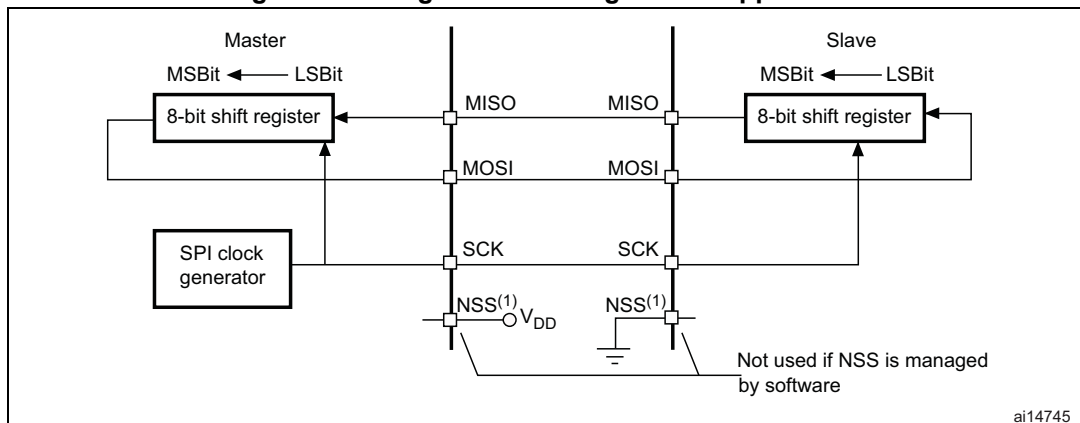 Master
Slave
MSBit LSBit
MSBit LSBit
8-bit shift register
MISO
MISO
8-bit shift register
MOSI
MOSI
SPI clock
generator
SCK
SCK
NSS(1)
VDD
NSS(1)
Not used if NSS is managed
by software
ai14745